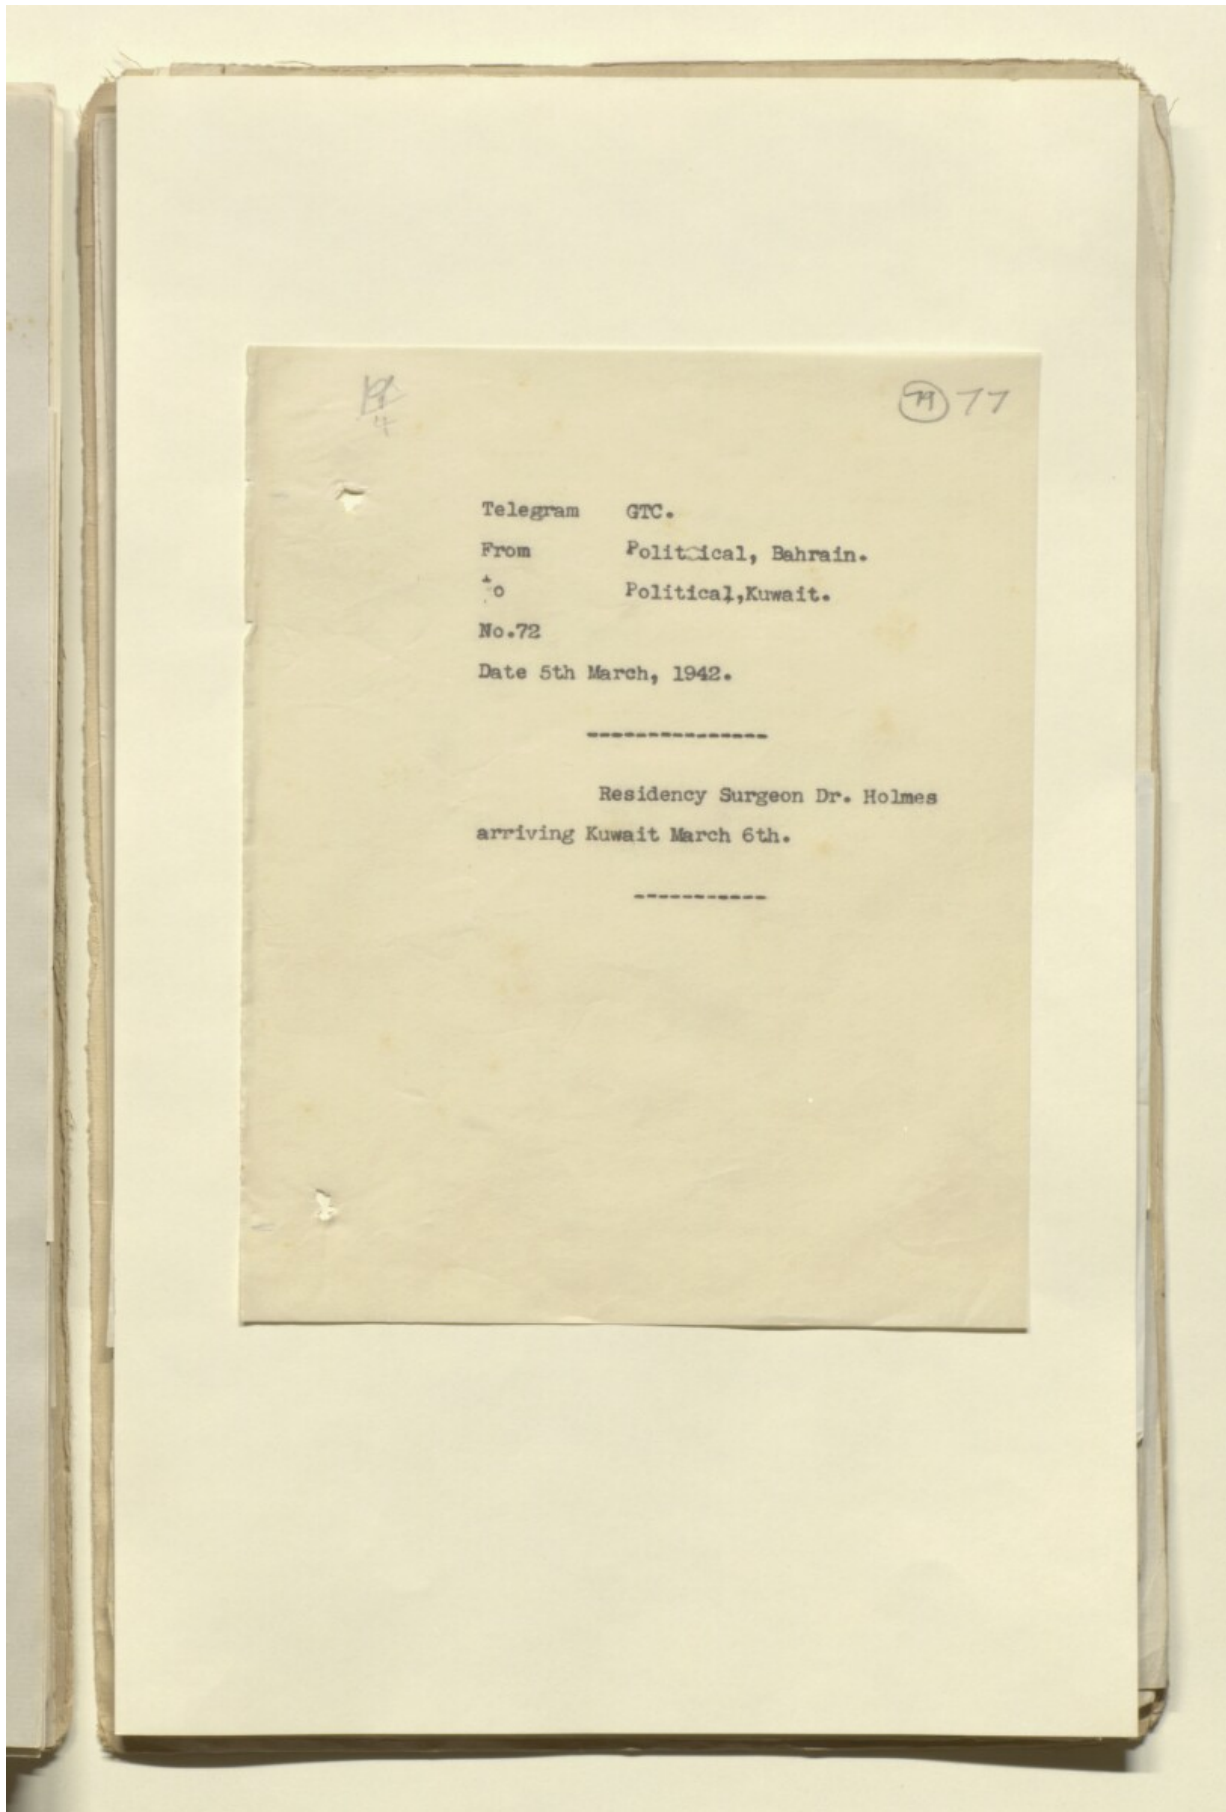 79 77
Telegram GTC.
From Political, Bahrain.
to Political,Kuwait.
No.72
Date 5th March, 1942.
---------------
Residency Surgeon Dr. Holmes
arriving Kuwait March 6th.
-----------